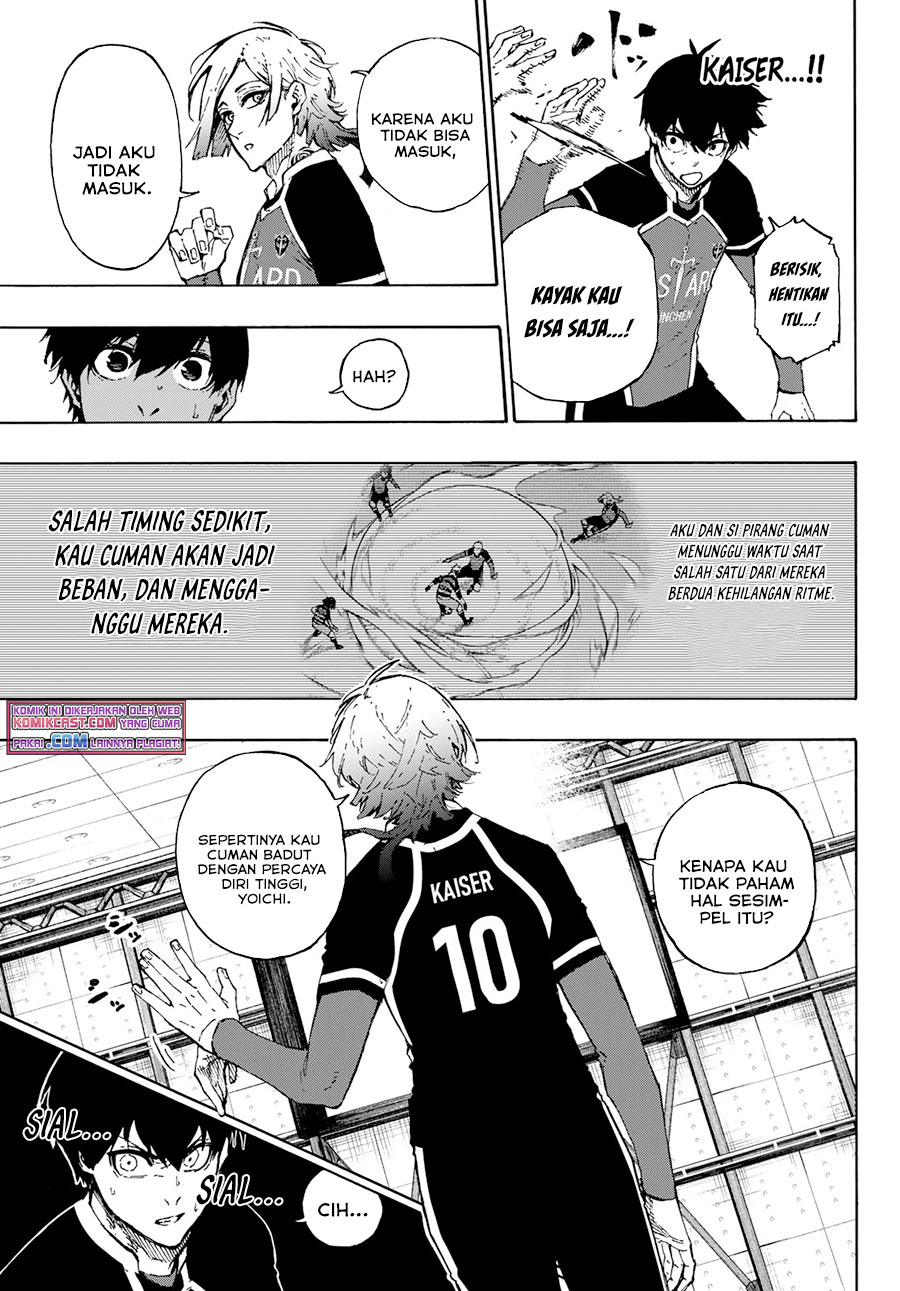 KAISER...!!
BERISIK,
HENTIKAN
ITU...!
KAYAK KAU
BISA SAJA...!
ST ARD
NCHEN
KARENA AKU
TIDAK BISA
MASUK,
JADI AKU
TIDAK
MASUK.
ARD
HAH?
AKU DAN SI PIRANG CUMAN
MENUNGGU WAKTU SAAT
SALAH SATU DARI MEREKA
BERDUA KEHILANGAN RITME.
SALAH TIMING SEDIKIT,
KAU CUMAN AKAN JADI
BEBAN, DAN MENGGA-
NGGU MEREKA.
KOMIK INI DIKERJAKAN OLEH WEB
KOMIKCAST.COM YANG CUMA
PAKAI .COM LAINNYA PLAGIAT!
KENAPA KAU
TIDAK PAHAM
HAL SESIM-
PEL ITU?
SEPERTINYA KAU
CUMAN BADUT
DENGAN PERCAYA
DIRI TINGGI,
YOICHI.
KAISER
10
SIAL...
SIAL...
CIH...